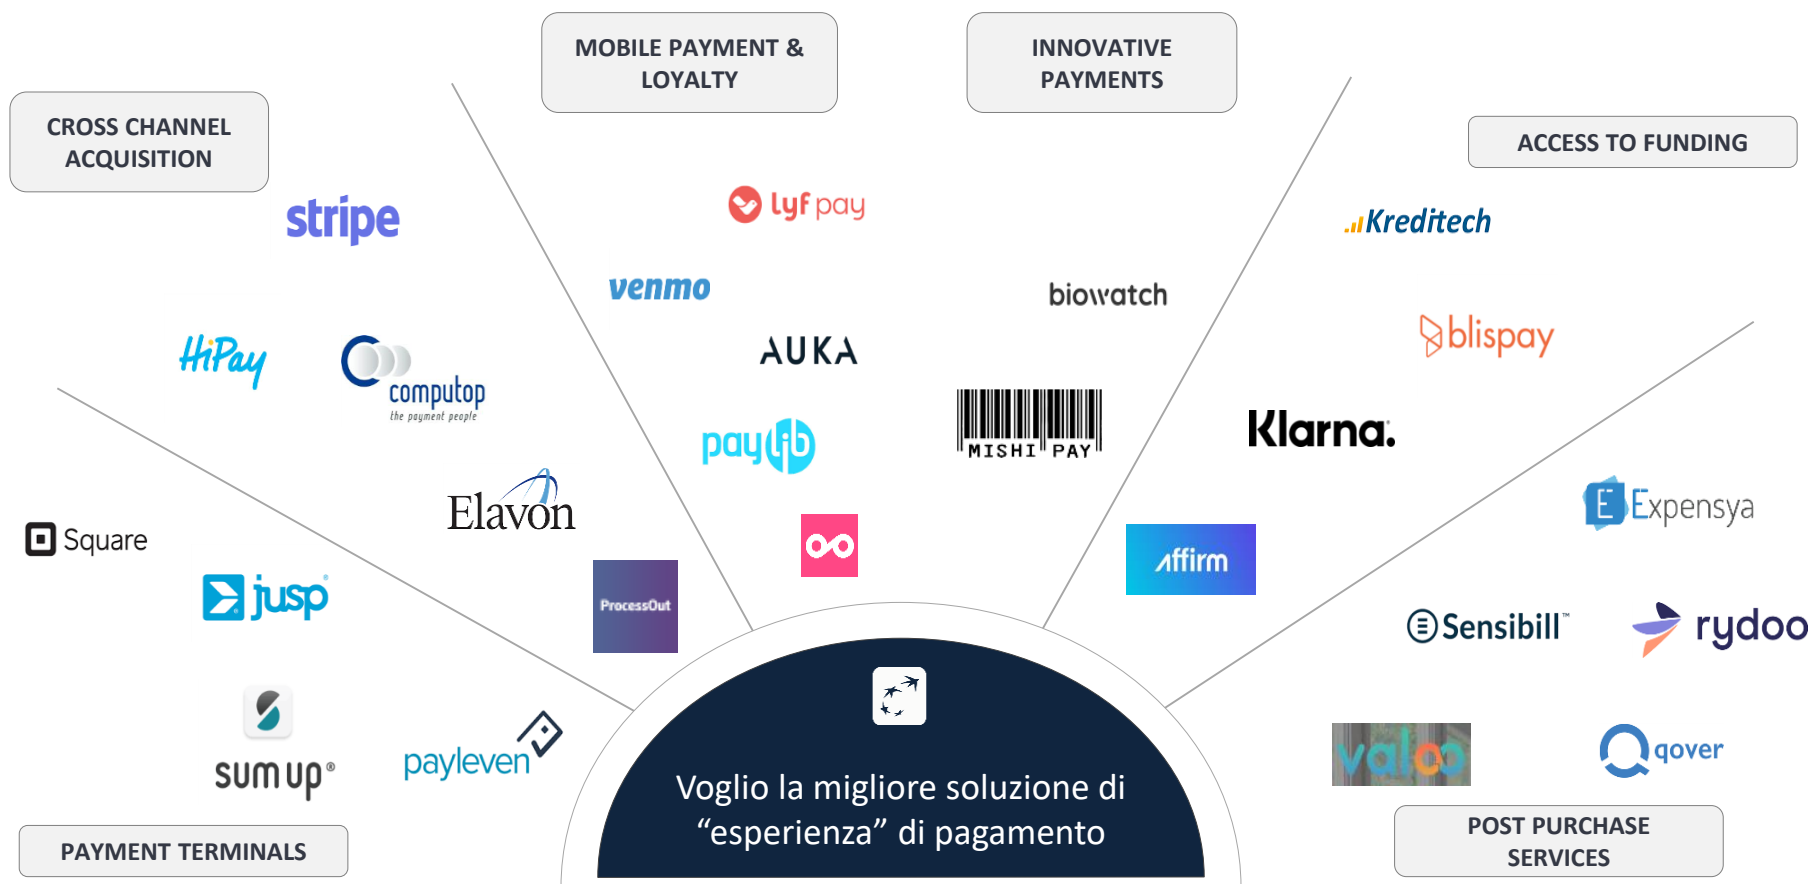 MOBILE PAYMENT &
LOYALTY
INNOVATIVE
PAYMENTS
CROSS CHANNEL
ACQUISITION
ACCESS TO FUNDING
stripe
lyf pay
Kreditech
venmo
biowatch
HiPay
computop
the payment people
AUKA
blispay
paylib
MISHI PAY
Klarna.
Elavon
Expensya
Square
jusp
ProcessOut
Affirm
Sensibill™
rydoo
sumup®
payleven
valoo
qover
Voglio la migliore soluzione di
“esperienza” di pagamento
PAYMENT TERMINALS
POST PURCHASE
SERVICES